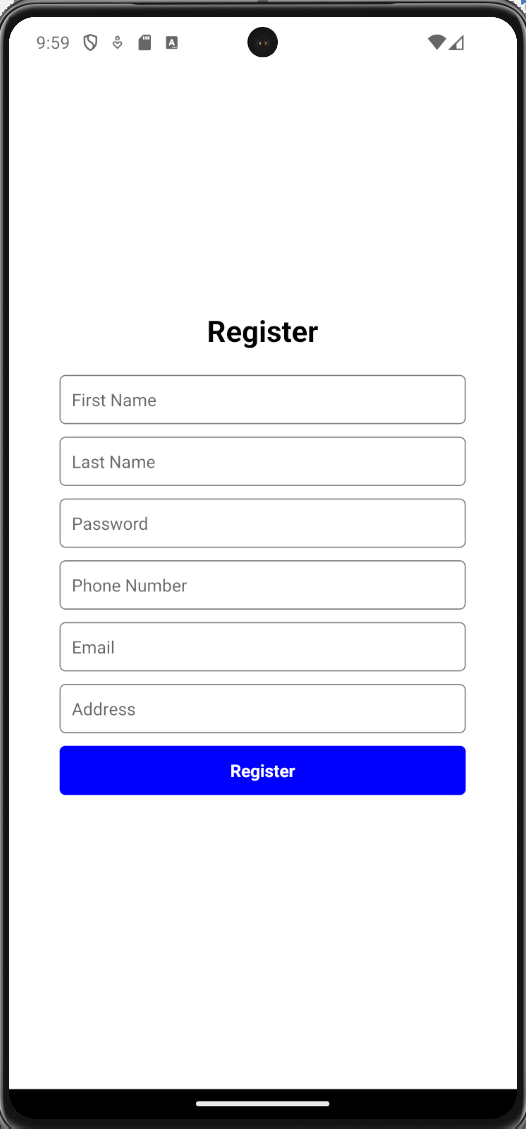 9:59
Register
First Name
Last Name
Password
Phone Number
Email
Address
Register